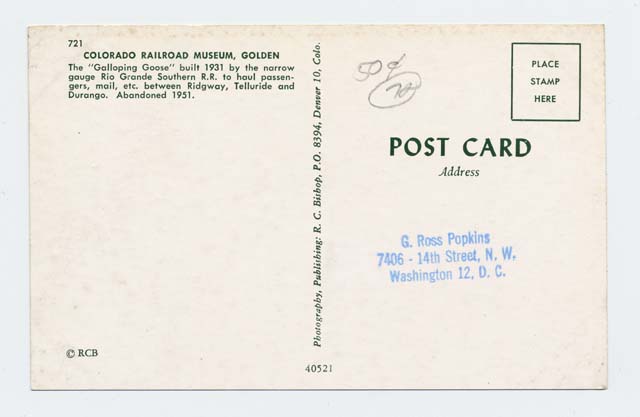 721
COLORADO RAILROAD MUSEUM, GOLDEN
The "Galloping Goose" built 1931 by the narrow
gauge Rio Grande Southern R.R. to haul passen-
gers, mail, etc. between Ridgway, Telluride and
Durango. Abandoned 1951.
© RCB
Photography, Publishing: R. C. Bishop, P.O. 8394, Denver 10, Colo.
40521
PLACE
STAMP
HERE
POST CARD
Address
G. Ross Popkins
7406 - 14th Street, N. W.
Washington 12, D. C.